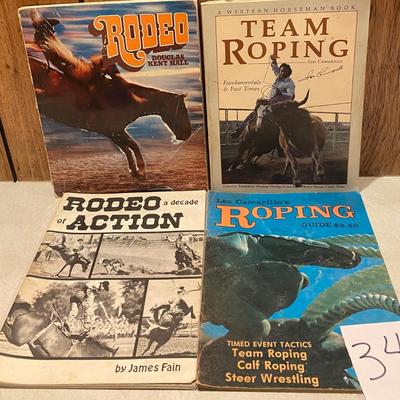 RODEO
DOUGLAS
KENT HALL
A WESTERN HORSEMAN BOOK
TEAM
ROPING
LEO CAMARILLO
Fundamentals
& Fast Times
RODEO a decade
of ACTION
by James Fain
Leo Camarillo's
ROPING
GUIDE $2.50
TIMED EVENT TACTICS
Team Roping
Calf Roping
Steer Wrestling
34